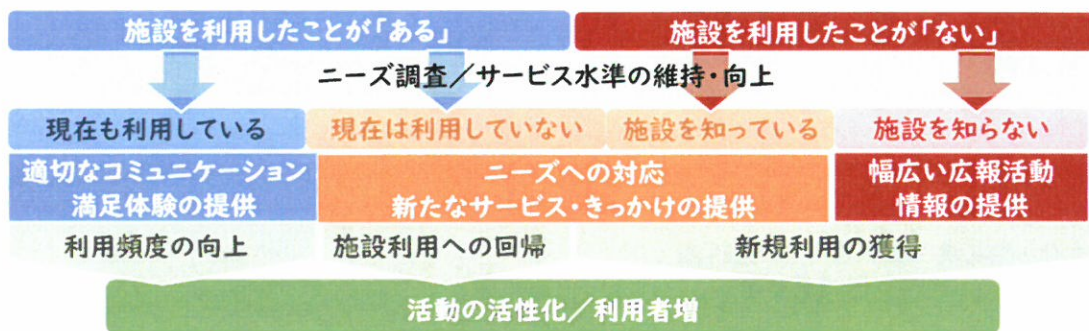 施設を利用したことが「ある」
施設を利用したことが「ない」
ニーズ調査／サービス水準の維持・向上
現在も利用している
現在は利用していない
施設を知っている
施設を知らない
適切なコミュニケーション
満足体験の提供
ニーズへの対応
新たなサービス・きっかけの提供
幅広い広報活動
情報の提供
利用頻度の向上
施設利用への回帰
新規利用の獲得
活動の活性化／利用者増